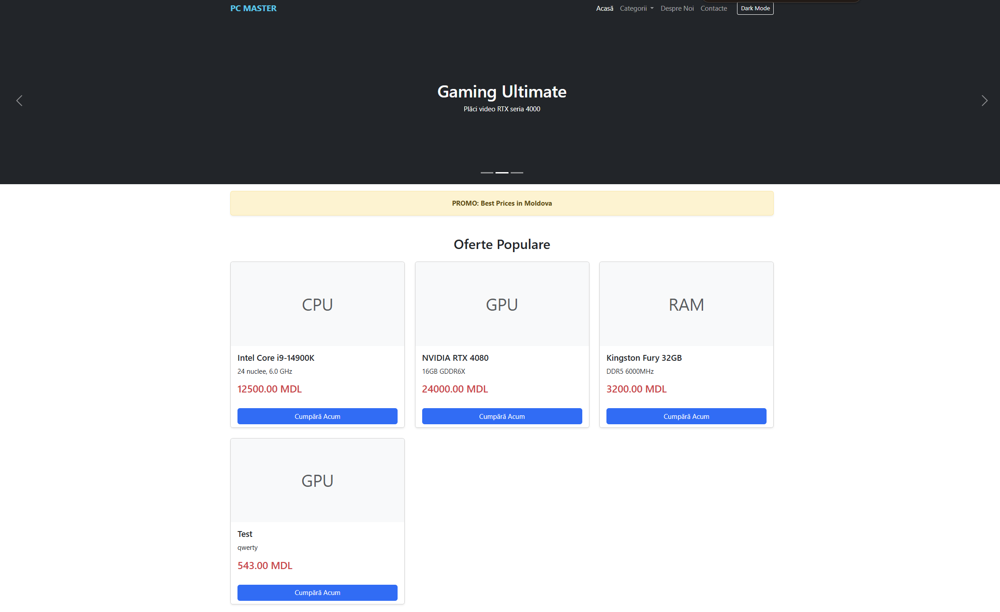 PC MASTER
Acasă Categorii Despre Noi Contacte Dark Mode
Gaming Ultimate
Plăci video RTX seria 4000
PROMO: Best Prices in Moldova
Oferte Populare
CPU
Intel Core i9-14900K
24 nuclee, 6.0 GHz
12500.00 MDL
Cumpără Acum
GPU
NVIDIA RTX 4080
16GB GDDR6X
24000.00 MDL
Cumpără Acum
RAM
Kingston Fury 32GB
DDR5 6000MHz
3200.00 MDL
Cumpără Acum
GPU
Test
qwerty
543.00 MDL
Cumpără Acum